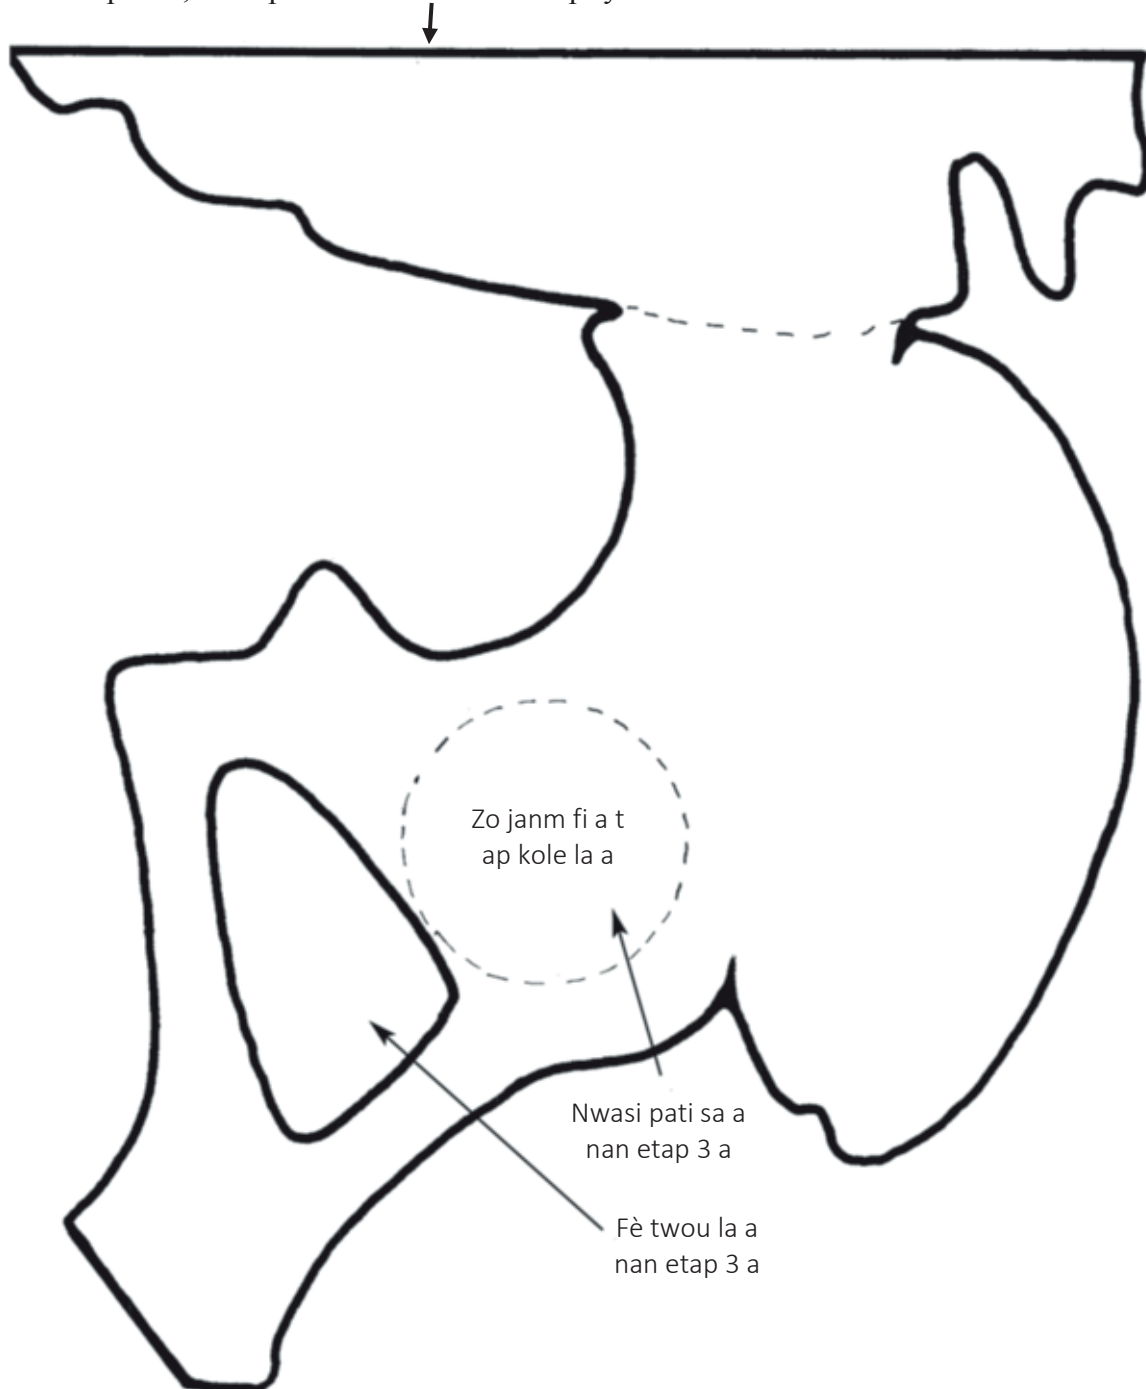 Zo janm fi a t
ap kole la a
Nwasi pati sa a
nan etap 3 a
Fè twou la a
nan etap 3 a